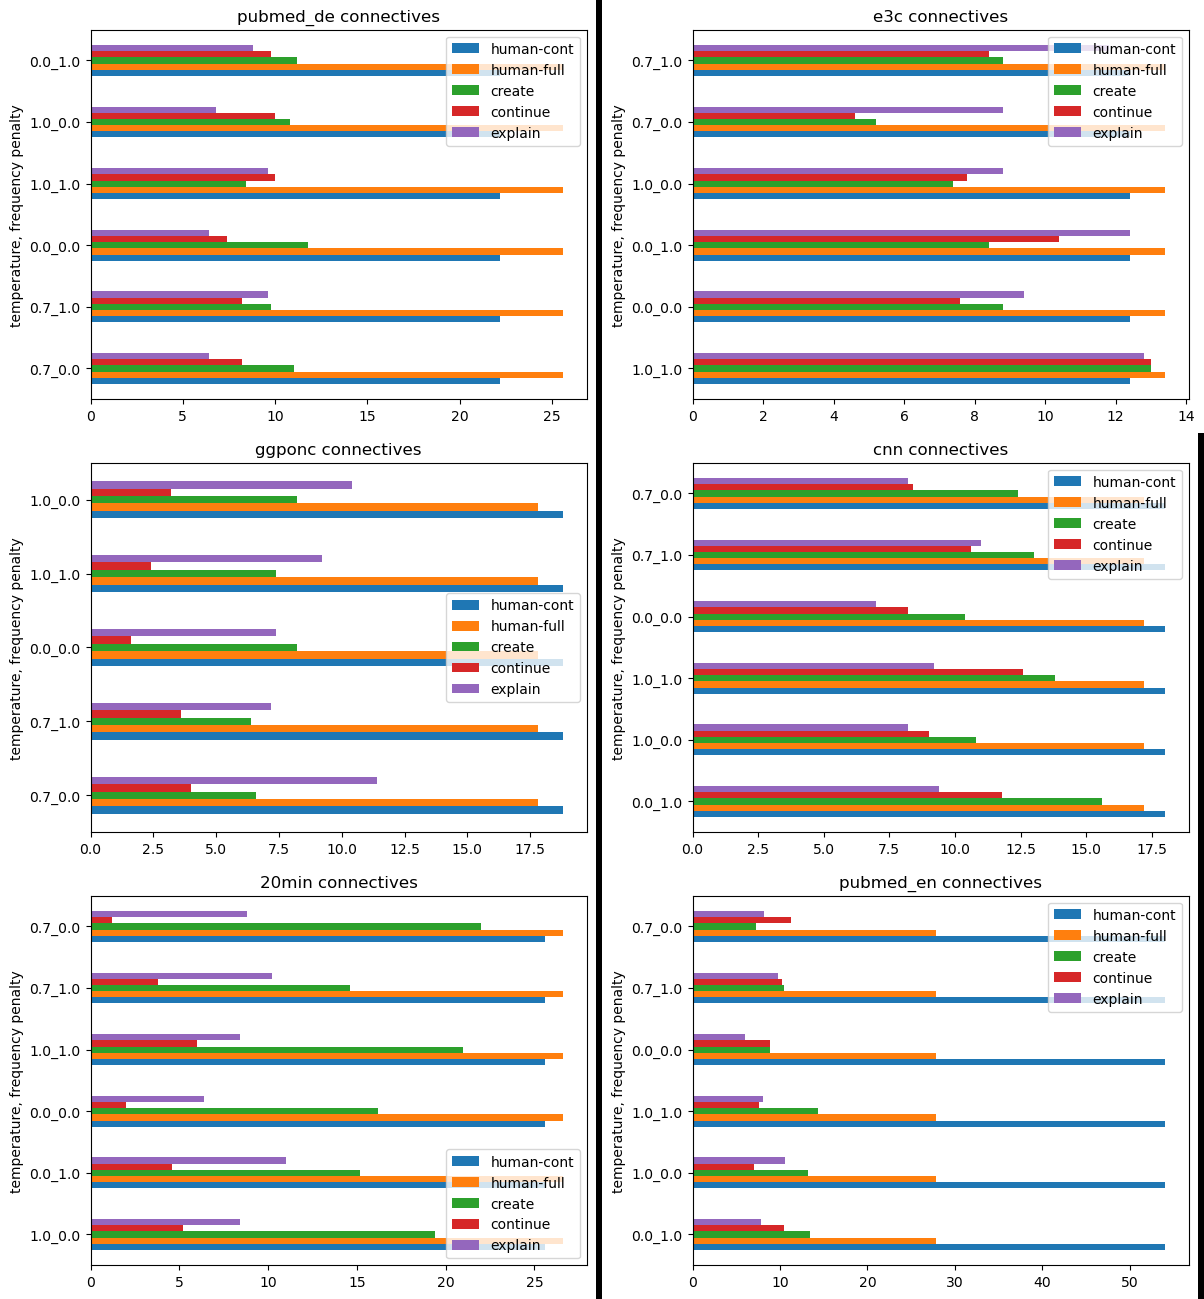 pubmed_de connectives
temperature, frequency penalty
0.0_1.0
1.0_0.0
1.0_1.0
0.0_0.0
0.7_1.0
0.7_0.0
0 5 10 15 20 25
human-cont
human-full
create
continue
explain
e3c connectives
temperature, frequency penalty
0.7_1.0
0.7_0.0
1.0_0.0
0.0_1.0
0.0_0.0
1.0_1.0
0 2 4 6 8 10 12 14
human-cont
human-full
create
continue
explain
ggponc connectives
temperature, frequency penalty
1.0_0.0
1.0_1.0
0.0_0.0
0.7_1.0
0.7_0.0
0.0 2.5 5.0 7.5 10.0 12.5 15.0 17.5
human-cont
human-full
create
continue
explain
cnn connectives
temperature, frequency penalty
0.7_0.0
0.7_1.0
0.0_0.0
1.0_1.0
1.0_0.0
0.0_1.0
0.0 2.5 5.0 7.5 10.0 12.5 15.0 17.5
human-cont
human-full
create
continue
explain
20min connectives
temperature, frequency penalty
0.7_0.0
0.7_1.0
1.0_1.0
0.0_0.0
0.0_1.0
1.0_0.0
0 5 10 15 20 25
human-cont
human-full
create
continue
explain
pubmed_en connectives
temperature, frequency penalty
0.7_0.0
0.7_1.0
0.0_0.0
1.0_1.0
1.0_0.0
0.0_1.0
0 10 20 30 40 50
human-cont
human-full
create
continue
explain